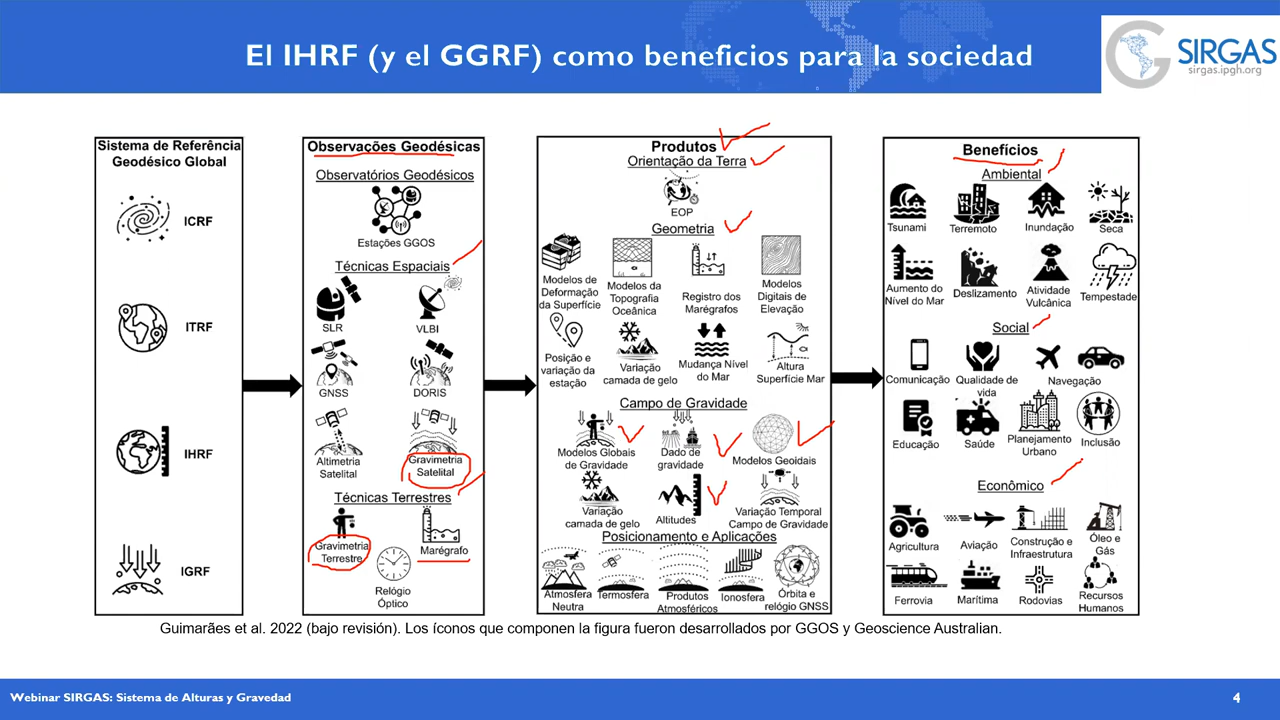 El IHRF (y el GGRF) como beneficios para la sociedad
SIRGAS
sirgas.ipgh.org
Sistema de Referência
Geodésico Global
ICRF
ITRF
IHRF
IGRF
Observações Geodésicas
Observatórios Geodésicos
Estações GGOS
Técnicas Espaciais
SLR
VLBI
GNSS
DORIS
Altimetria
Satelital
Gravimetria
Satelital
Técnicas Terrestres
Gravimetria
Terrestre
Marégrafo
Relógio
Óptico
Produtos
Orientação da Terra
EOP
Geometria
Modelos de
Deformação
da Superfície
Modelos da
Topografia
Oceânica
Registro dos
Marégrafos
Modelos
Digitais de
Elevação
Posição e
variação da
estação
Variação
camada de gelo
Mudança Nível
do Mar
Altura
Superfície Mar
Campo de Gravidade
Modelos Globais
de Gravidade
Dado de
gravidade
Modelos Geoidais
Variação
camada de gelo
Altitudes
Variação Temporal
Campo de Gravidade
Posicionamento e Aplicações
Atmosfera
Neutra
Termosfera
Produtos
Atmosféricos
Ionosfera
Órbita e
relógio GNSS
Benefícios
Ambiental
Tsunami
Terremoto
Inundação
Seca
Aumento do
Nível do Mar
Deslizamento
Atividade
Vulcânica
Tempestade
Social
Comunicação
Qualidade de
vida
Navegação
Educação
Saúde
Planejamento
Urbano
Inclusão
Econômico
Agricultura
Aviação
Construção e
Infraestrutura
Óleo e
Gás
Ferrovia
Marítima
Rodovias
Recursos
Humanos
Guimarães et al. 2022 (bajo revisión). Los íconos que componen la figura fueron desarrollados por GGOS y Geoscience Australian.
Webinar SIRGAS: Sistema de Alturas y Gravedad
4